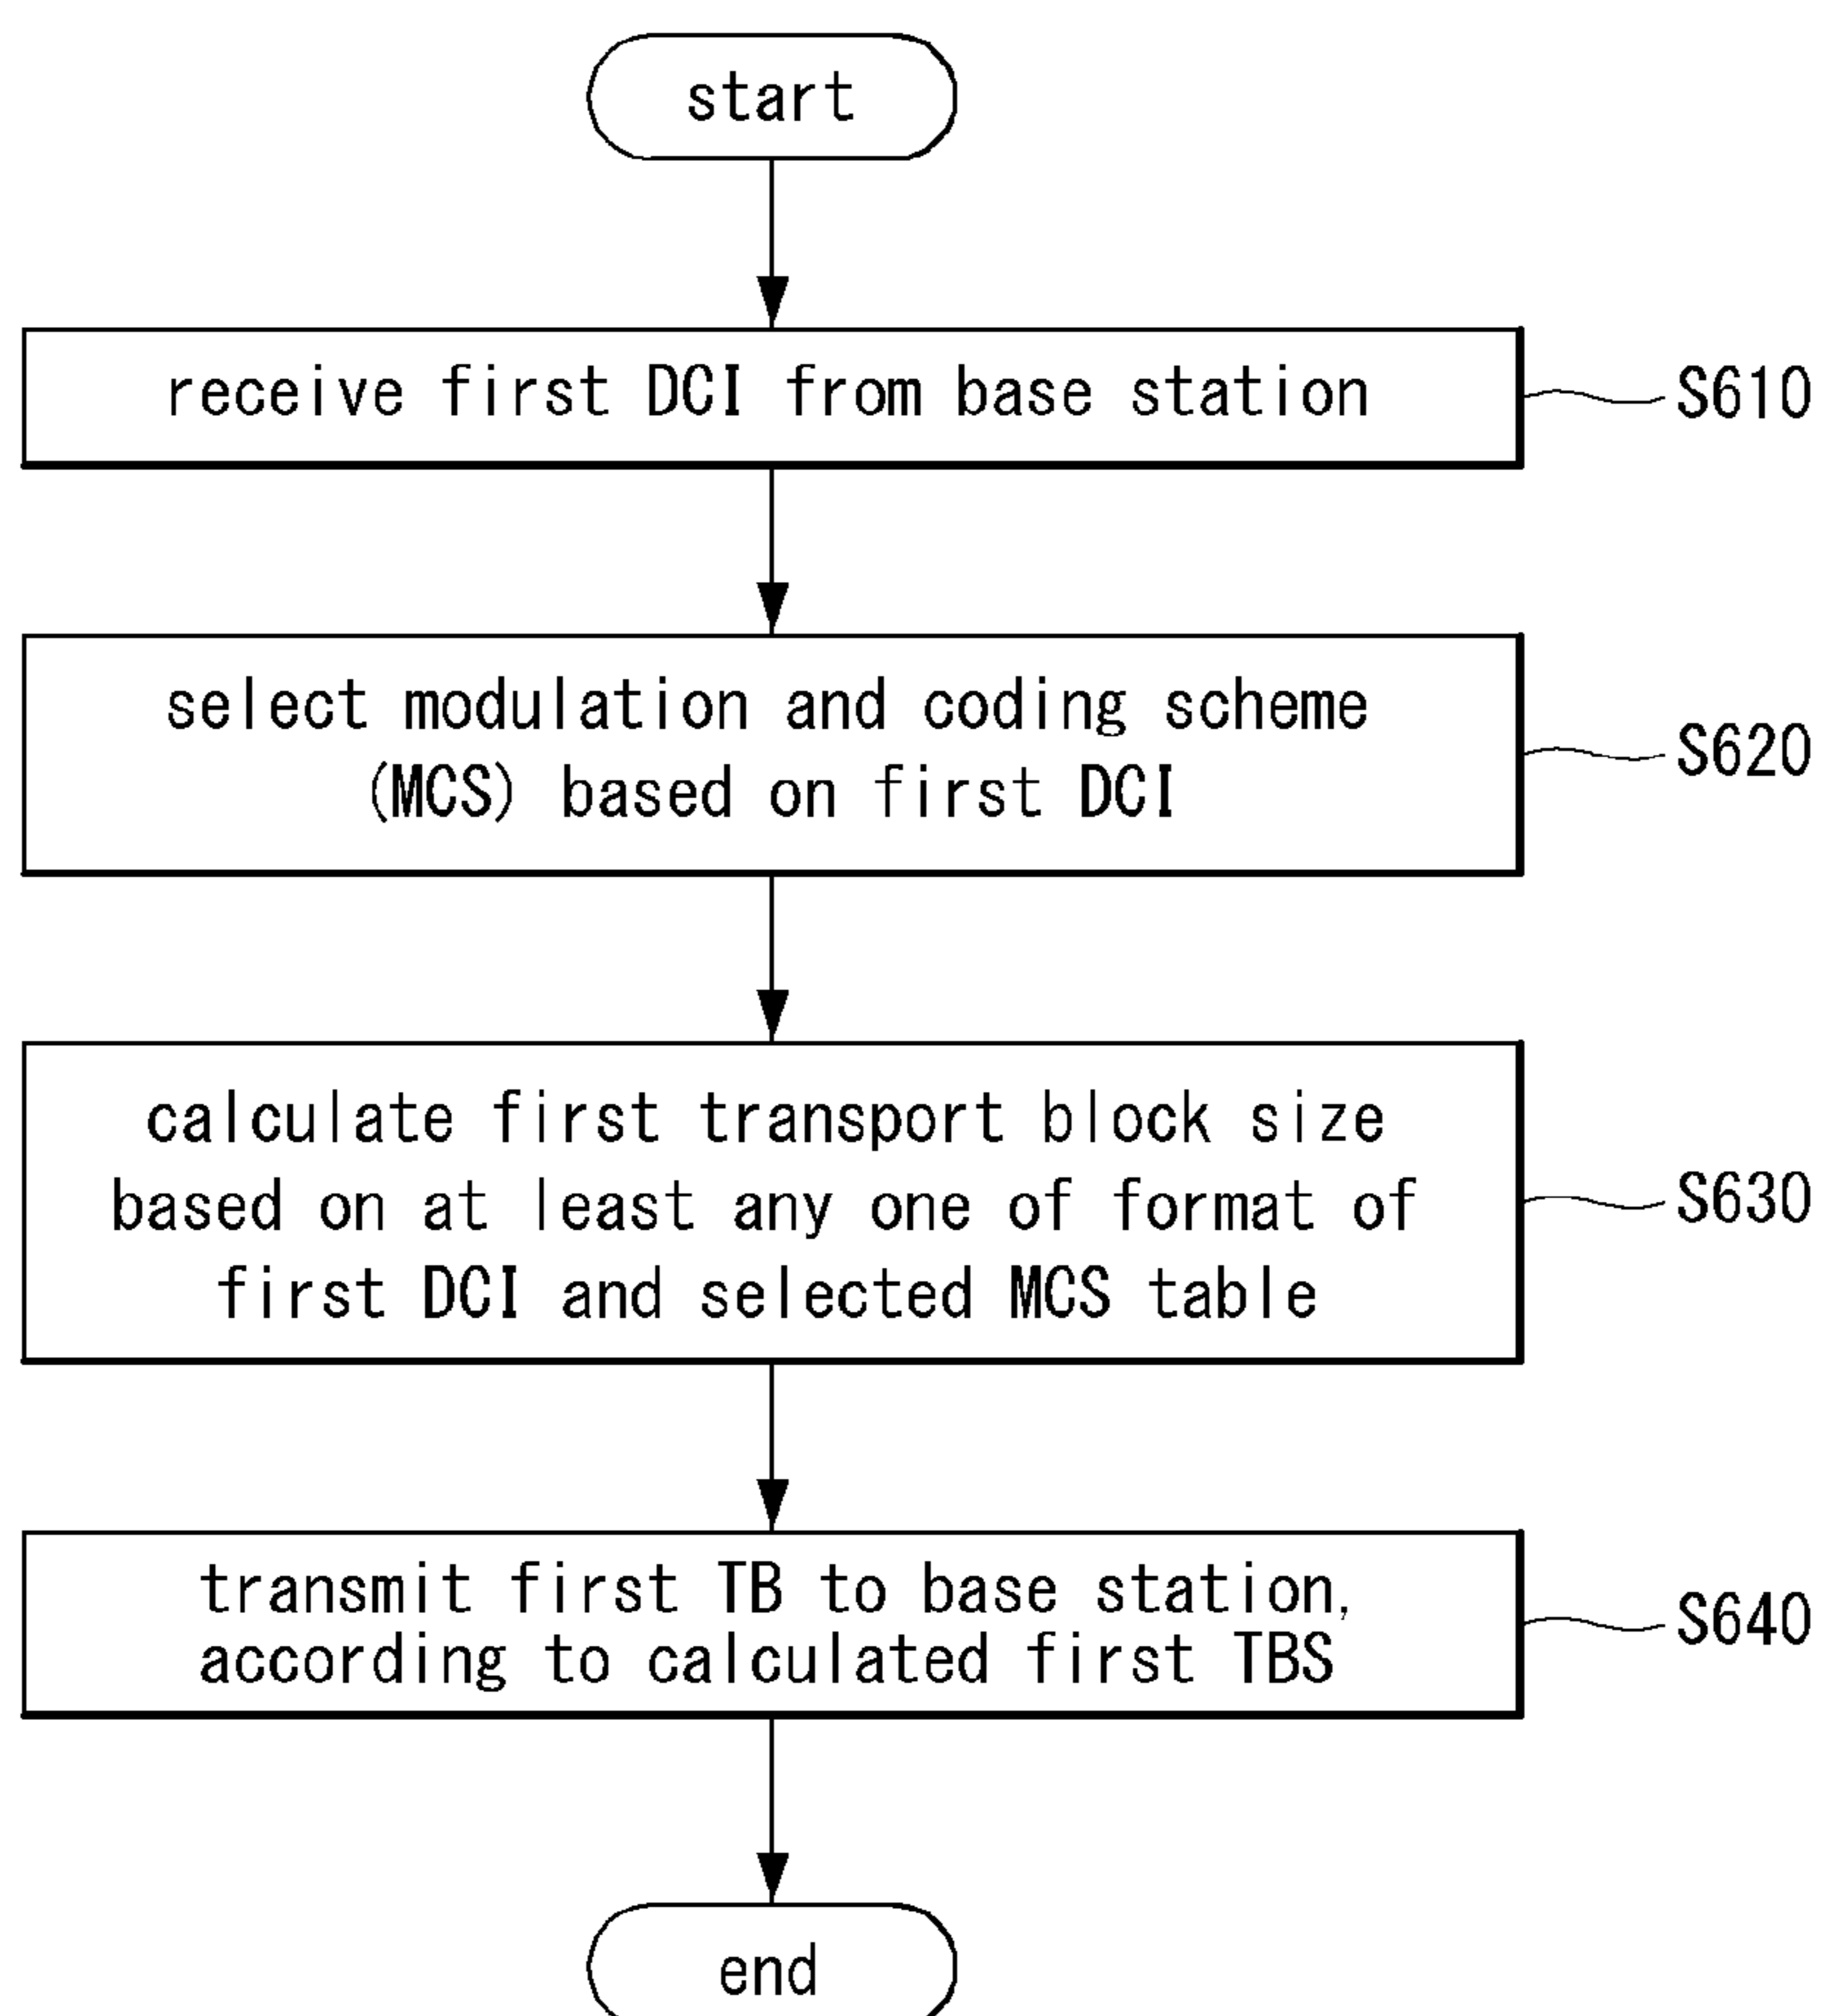 start
receive first DCI from base station
S610
select modulation and coding scheme
(MCS) based on first DCI
S620
calculate first transport block size
based on at least any one of format of
first DCI and selected MCS table
S630
transmit first TB to base station,
according to calculated first TBS
S640
end